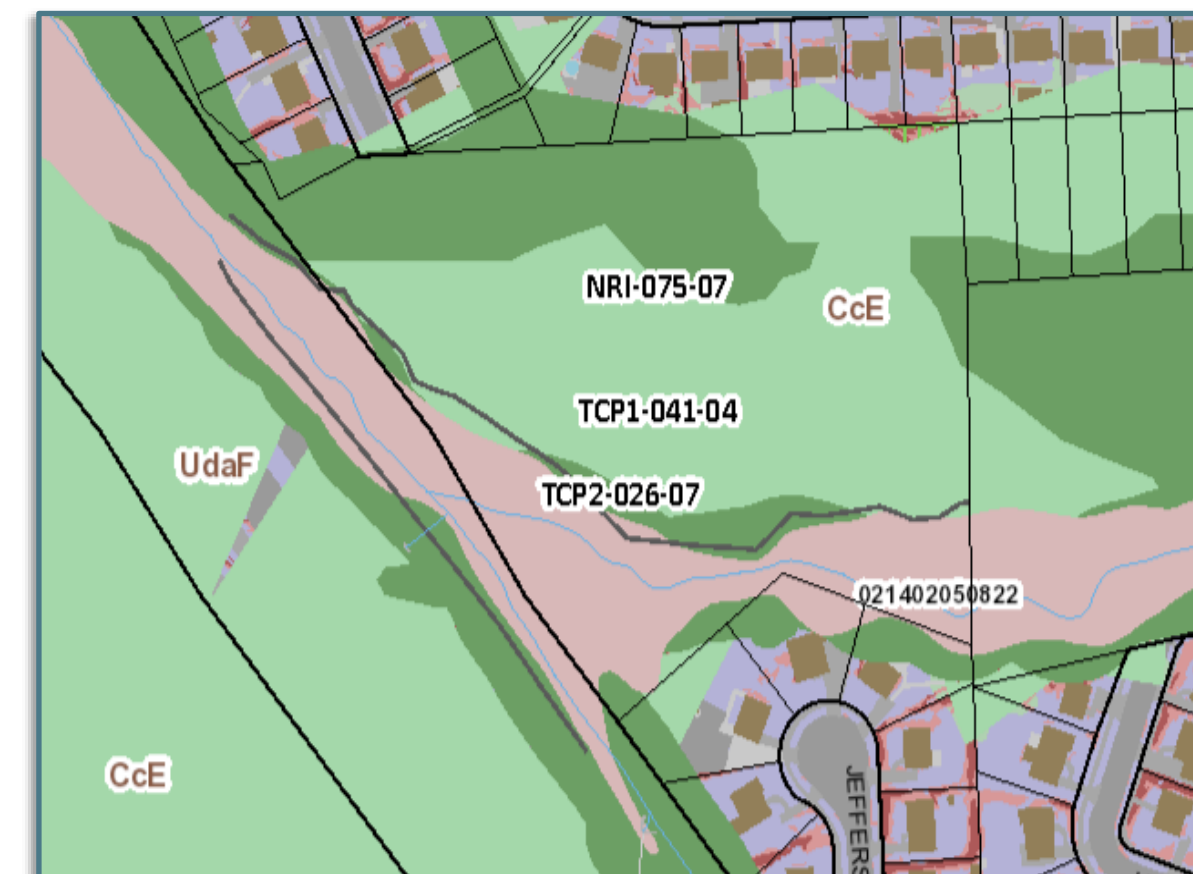 NRI-075-07
CcE
TCP1-041-04
UdaF
TCP2-026-07
021402050822
CcE
JEFFERS